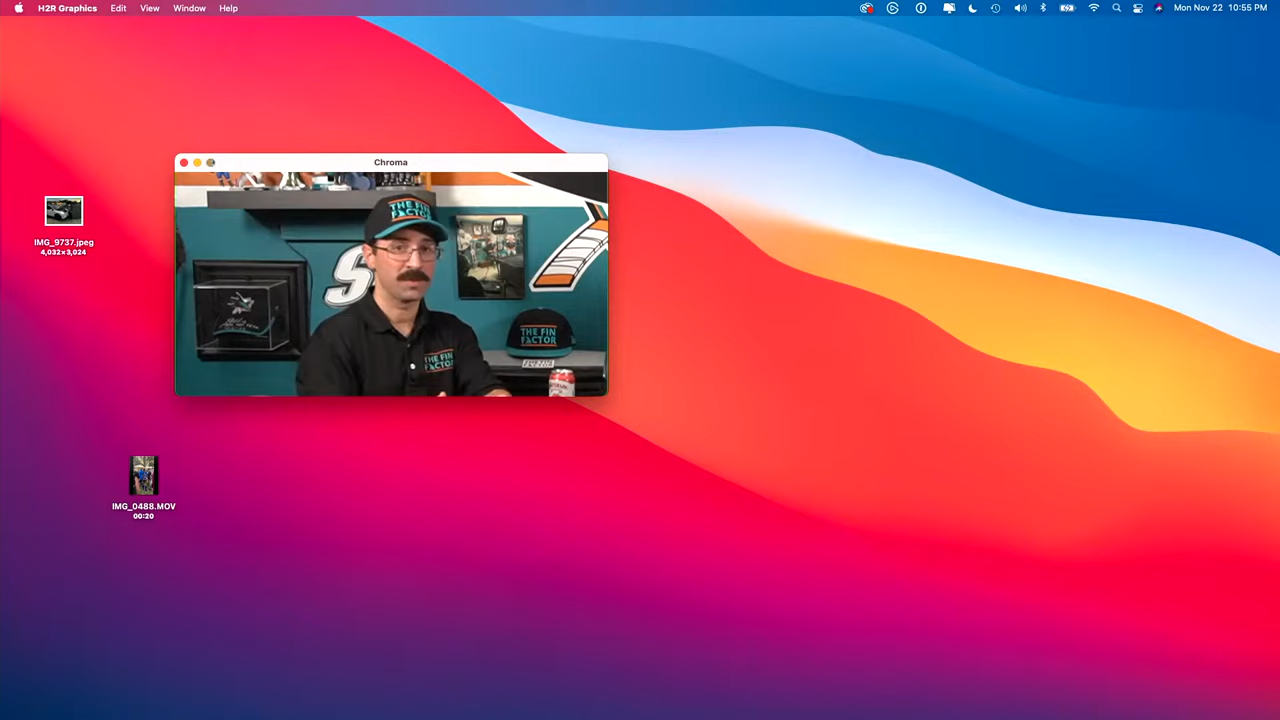 H2R Graphics Edit View Window Help
Mon Nov 22 10:55 PM
Chroma
THE FIN
FACTOR
IMG_9737.jpeg
4,032×3,024
S
THE FIN
FACTOR
THE FIN
FACTOR
IMG_0488.MOV
00:20